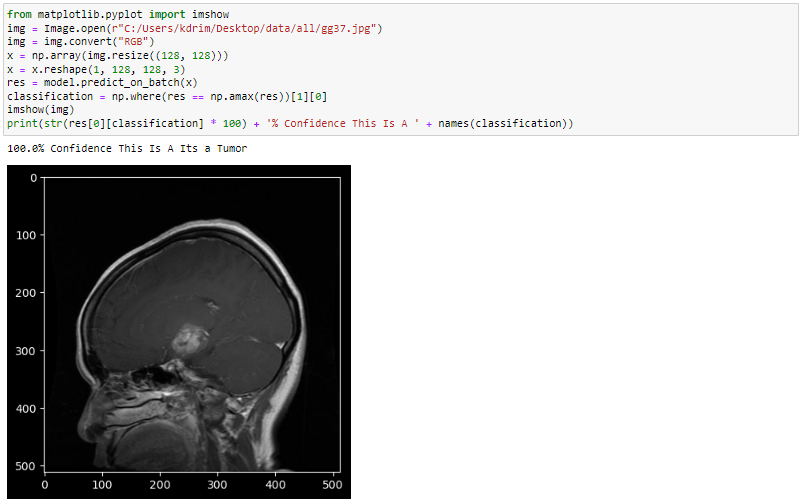 from matplotlib.pyplot import imshow
img = Image.open(r"C:/Users/kdrim/Desktop/data/all/gg37.jpg")
img = img.convert("RGB")
x = np.array(img.resize((128, 128)))
x = x.reshape(1, 128, 128, 3)
res = model.predict_on_batch(x)
classification = np.where(res == np.amax(res))[1][0]
imshow(img)
print(str(res[0][classification] * 100) + '% Confidence This Is A ' + names(classification))
100.0% Confidence This Is A Its a Tumor
0
100
200
300
400
500
0 100 200 300 400 500